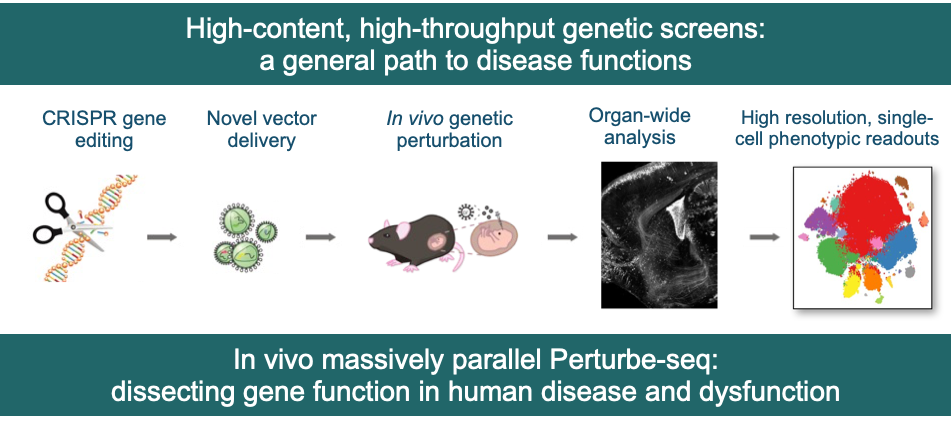 High-content, high-throughput genetic screens:
a general path to disease functions
CRISPR gene
editing
Novel vector
delivery
In vivo genetic
perturbation
Organ-wide
analysis
High resolution, single-
cell phenotypic readouts
In vivo massively parallel Perturbe-seq:
dissecting gene function in human disease and dysfunction